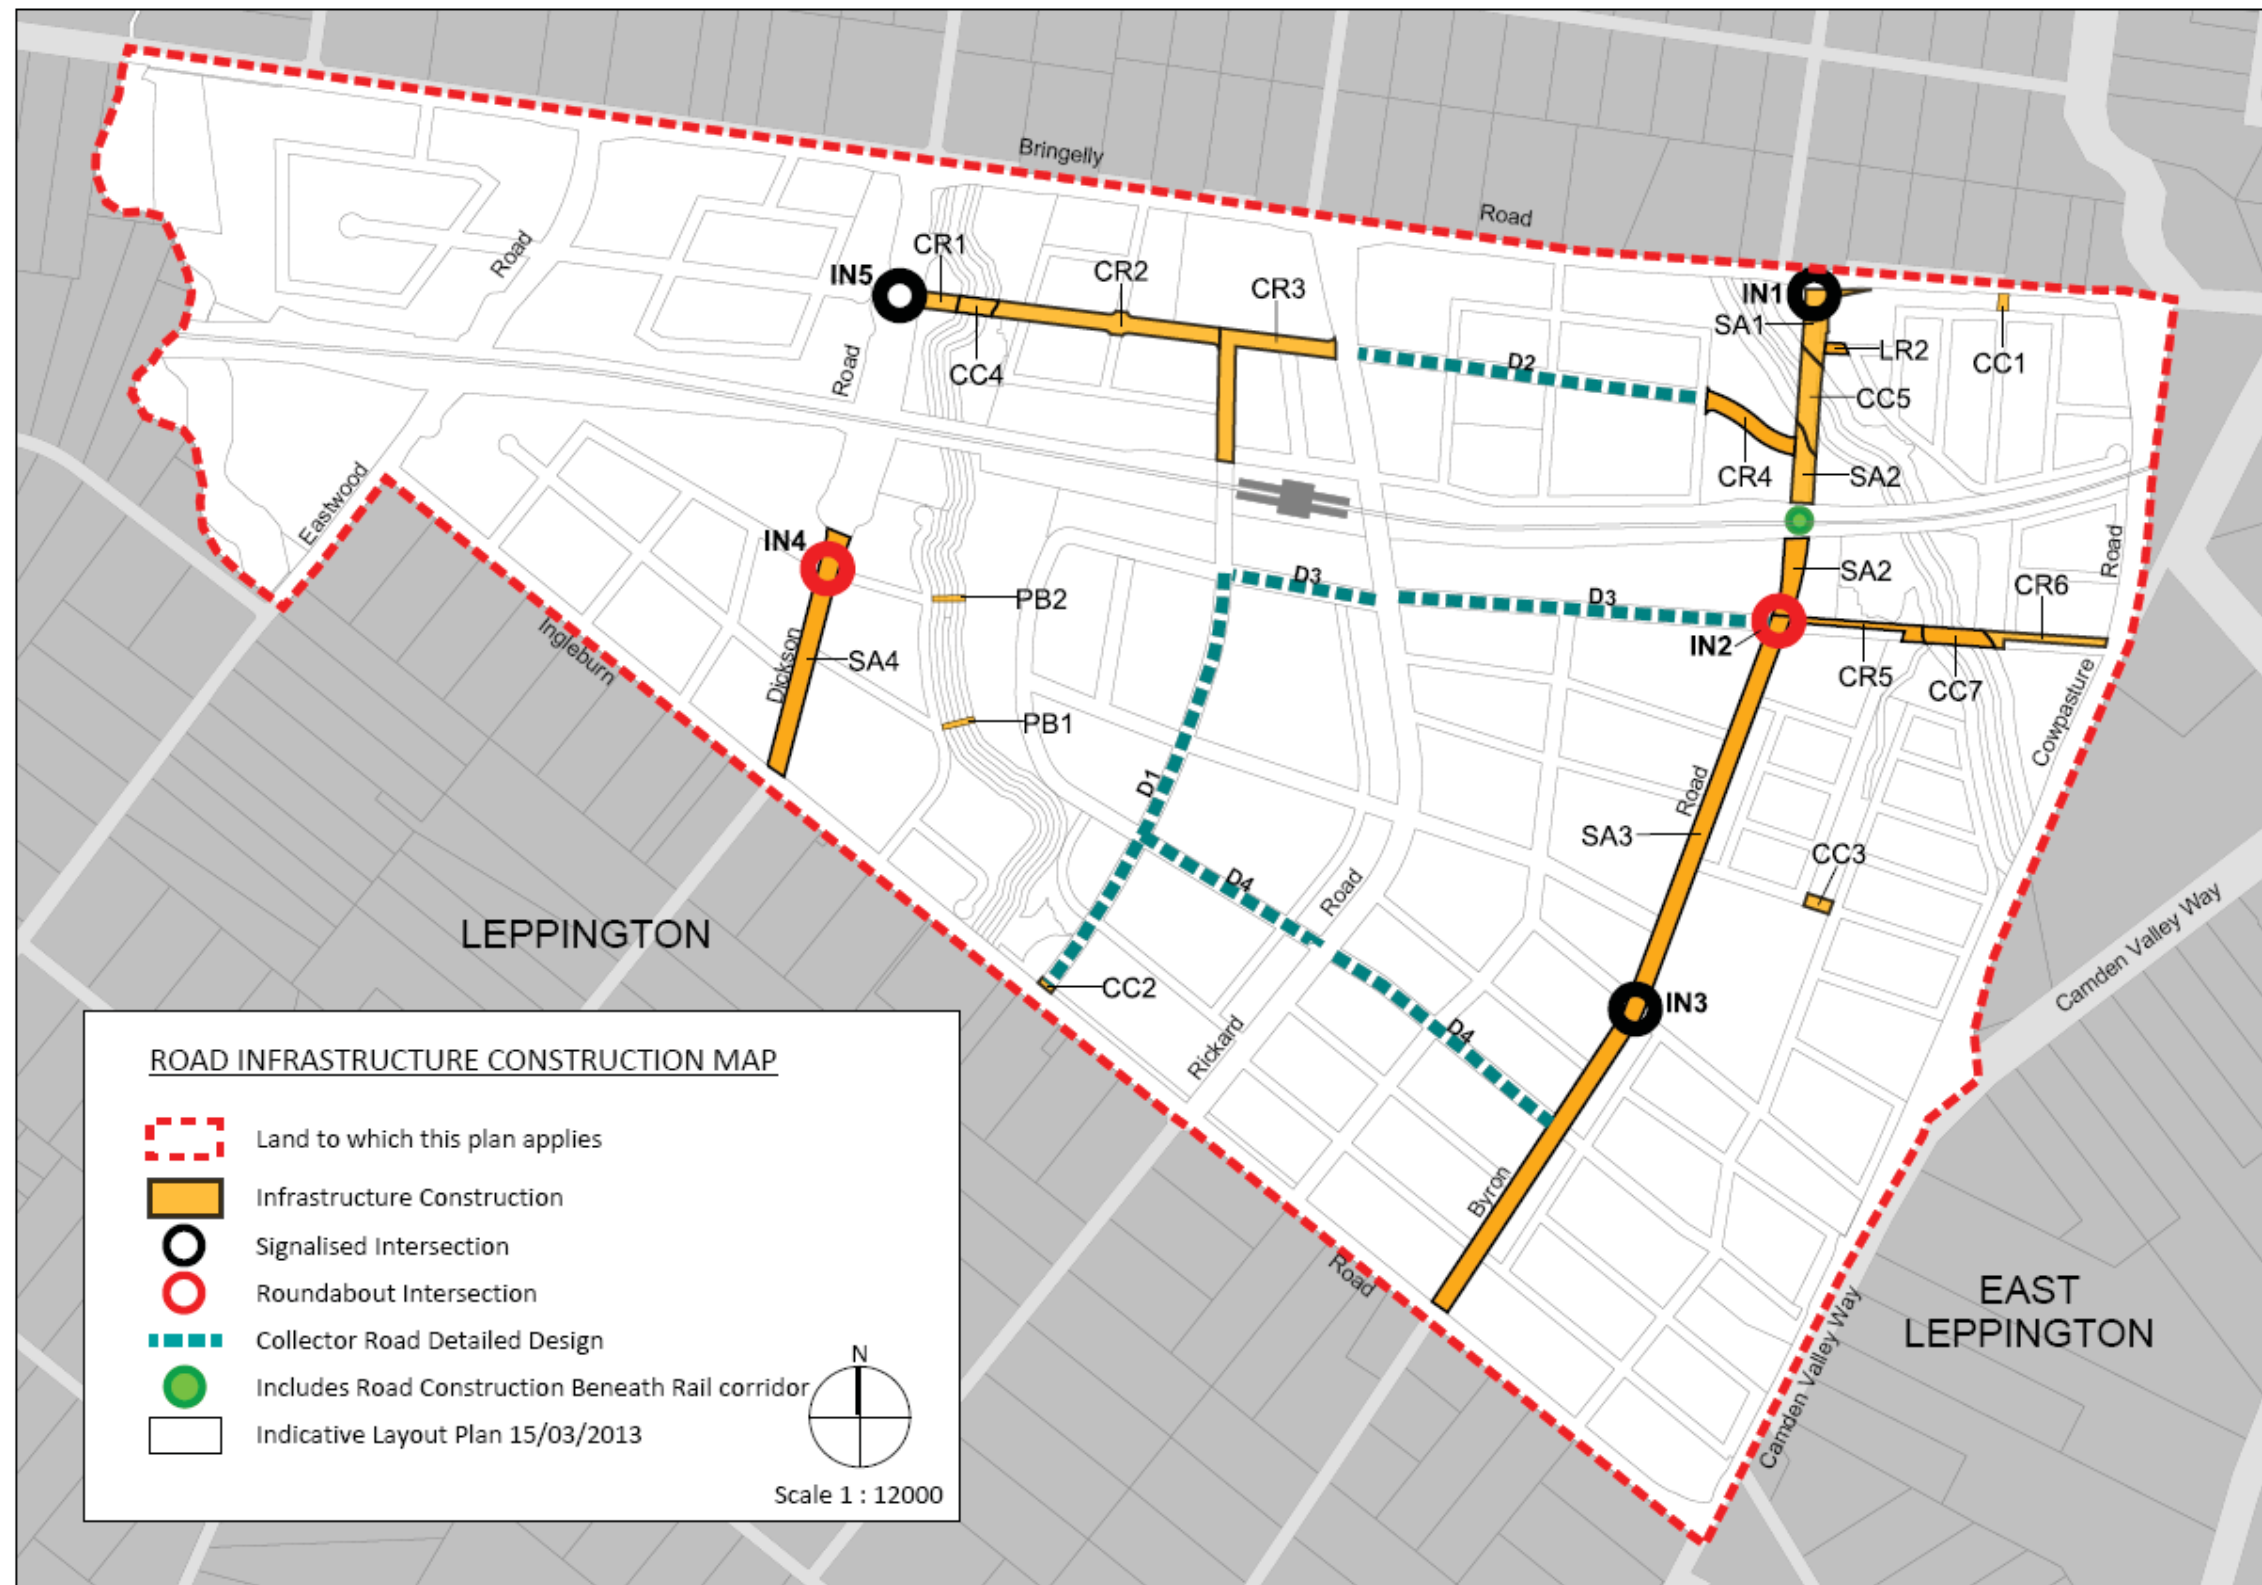 Bringelly
Road
Road
CR1
IN5
CR2
CR3
IN1
SA1
LR2
CC1
Road
CC4
D2
CC5
CR4
SA2
Eastwood
IN4
Road
D3
SA2
CR6
PB2
D3
Ingleburn
Dickson
SA4
IN2
CR5
CC7
Cowpasture
PB1
D1
Road
SA3
CC3
D4
Road
LEPPINGTON
Camden Valley Way
CC2
IN3
D4
Rickard
Byron
Road
EAST
LEPPINGTON
Camden Valley Way
ROAD INFRASTRUCTURE CONSTRUCTION MAP
Land to which this plan applies
Infrastructure Construction
Signalised Intersection
Roundabout Intersection
Collector Road Detailed Design
Includes Road Construction Beneath Rail corridor
Indicative Layout Plan 15/03/2013
N
Scale 1 : 12000